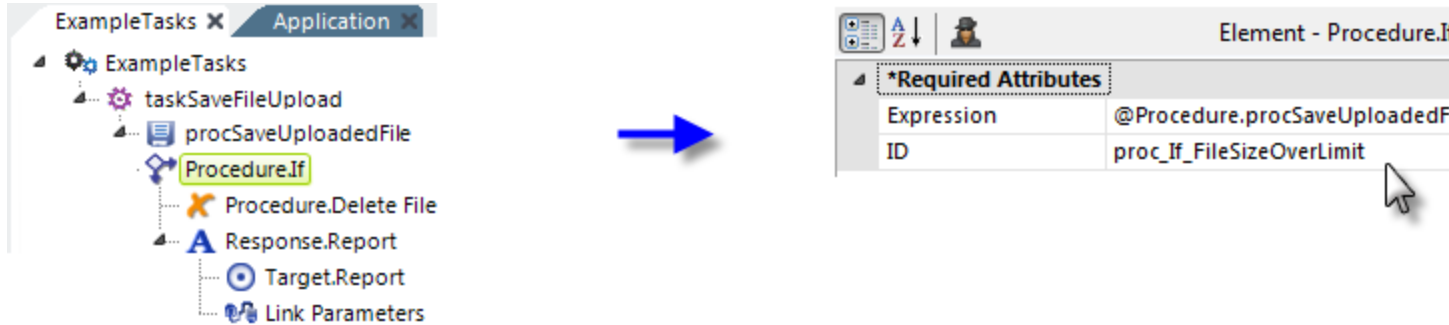 ExampleTasks Application
ExampleTasks
taskSaveFileUpload
procSaveUploadedFile
Procedure.If
Procedure.Delete File
Response.Report
Target.Report
Link Parameters
Element - Procedure.If
*Required Attributes
Expression @Procedure.procSaveUploadedF
ID proc_If_FileSizeOverLimit